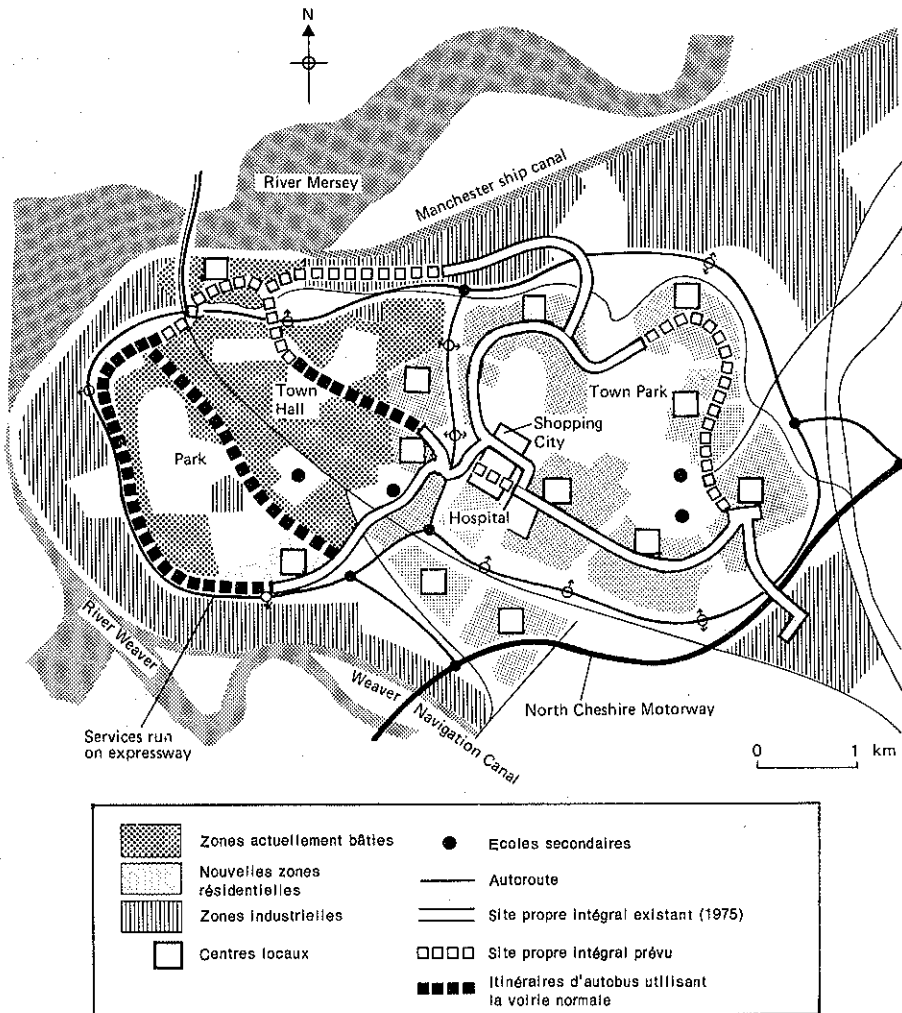 N
River Mersey
Manchester ship canal
Town
Hall
Town Park
Shopping
City
Park
Hospital
River Weaver
Weaver Navigation Canal
North Cheshire Motorway
Services run
on expressway
0 1 km
Zones actuellement bâties
Nouvelles zones
résidentielles
Zones industrielles
Centres locaux
Ecoles secondaires
Autoroute
Site propre intégral existant (1975)
Site propre intégral prévu
Itinéraires d'autobus utilisant
la voirie normale